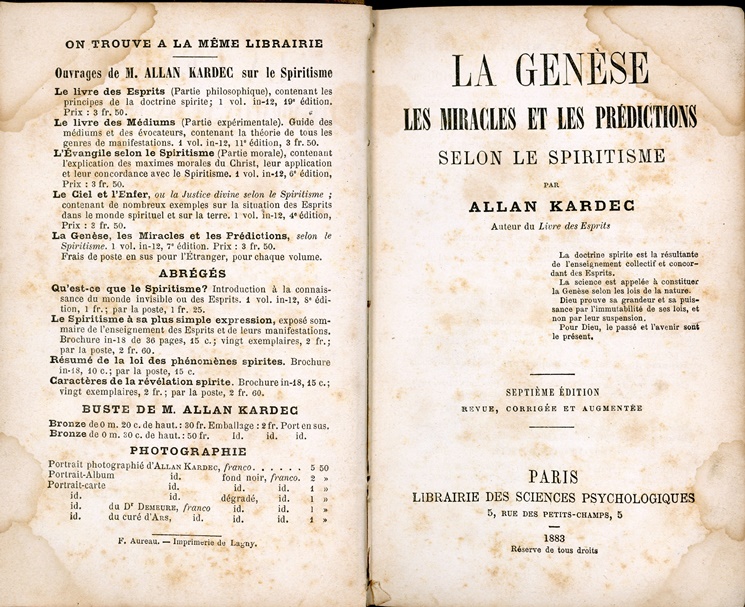 ON TROUVE A LA MÊME LIBRAIRIE
Ouvrages de M. ALLAN KARDEC sur le Spiritisme
Le livre des Esprits (Partie philosophique), contenant les
principes de la doctrine spirite; 1 vol. in-12, 19e édition.
Prix : 3 fr. 50.
Le livre des Médiums (Partie expérimentale). Guide des
médiums et des évocateurs, contenant la théorie de tous les
genres de manifestations. 1 vol. in-12, 11e édition, 3 fr. 50.
L'Évangile selon le Spiritisme (Partie morale), contenant
l'explication des maximes morales du Christ, leur application
et leur concordance avec le Spiritisme. 1 vol. in-12, 6e édition,
Prix : 3 fr. 50.
Le Ciel et l'Enfer, ou la Justice divine selon le Spiritisme ;
contenant de nombreux exemples sur la situation des Esprits
dans le monde spirituel et sur la terre. 1 vol. in-12, 4e édition,
Prix : 3 fr. 50.
La Genèse, les Miracles et les Prédictions, selon le
Spiritisme. 1 vol. in-12, 7e édition. Prix : 3 fr. 50.
Frais de poste en sus pour l'Étranger, pour chaque volume.
ABRÉGÉS
Qu'est-ce que le Spiritisme? Introduction à la connais-
sance du monde invisible ou des Esprits. 1 vol. in-12, 8e édi-
tion, 1 fr.; par la poste, 1 fr. 25.
Le Spiritisme à sa plus simple expression, exposé som-
maire de l'enseignement des Esprits et de leurs manifestations.
Brochure in-18 de 36 pages, 15 c.; vingt exemplaires, 2 fr.;
par la poste, 2 fr. 60.
Résumé de la loi des phénomènes spirites. Brochure
in-18, 10 c.; par la poste, 15 c.
Caractères de la révélation spirite. Brochure in-18, 15 c.;
vingt exemplaires, 2 fr.; par la poste, 2 fr. 60.
BUSTE DE M. ALLAN KARDEC
Bronze de 0 m. 20 c. de haut. : 30 fr. Emballage : 2 fr. Port en sus.
Bronze de 0 m. 30 c. de haut. : 50 fr. id. id. id.
PHOTOGRAPHIE
Portrait photographié d'ALLAN KARDEC, franco . . . . . . 5 50
Portrait-Album id. fond noir, franco. 2 »
Portrait-carte id. id. id. 1 »
id. id. dégradé, id. 1 »
id. du Dr DEMEURE, franco id. id. 1 »
id. du curé d'ARS, id. id. id. 1 »
F. Aureau. — Imprimerie de Lagny.
LA GENÈSE
LES MIRACLES ET LES PRÉDICTIONS
SELON LE SPIRITISME
PAR
ALLAN KARDEC
Auteur du Livre des Esprits
La doctrine spirite est la résultante
de l'enseignement collectif et concor-
dant des Esprits.
La science est appelée à constituer
la Genèse selon les lois de la nature.
Dieu prouve sa grandeur et sa puis-
sance par l'immutabilité de ses lois, et
non par leur suspension.
Pour Dieu, le passé et l'avenir sont
le présent,
SEPTIÈME ÉDITION
REVUE, CORRIGÉE ET AUGMENTÉE
PARIS
LIBRAIRIE DES SCIENCES PSYCHOLOGIQUES
5, RUE DES PETITS-CHAMPS, 5
1883
Réserve de tous droits